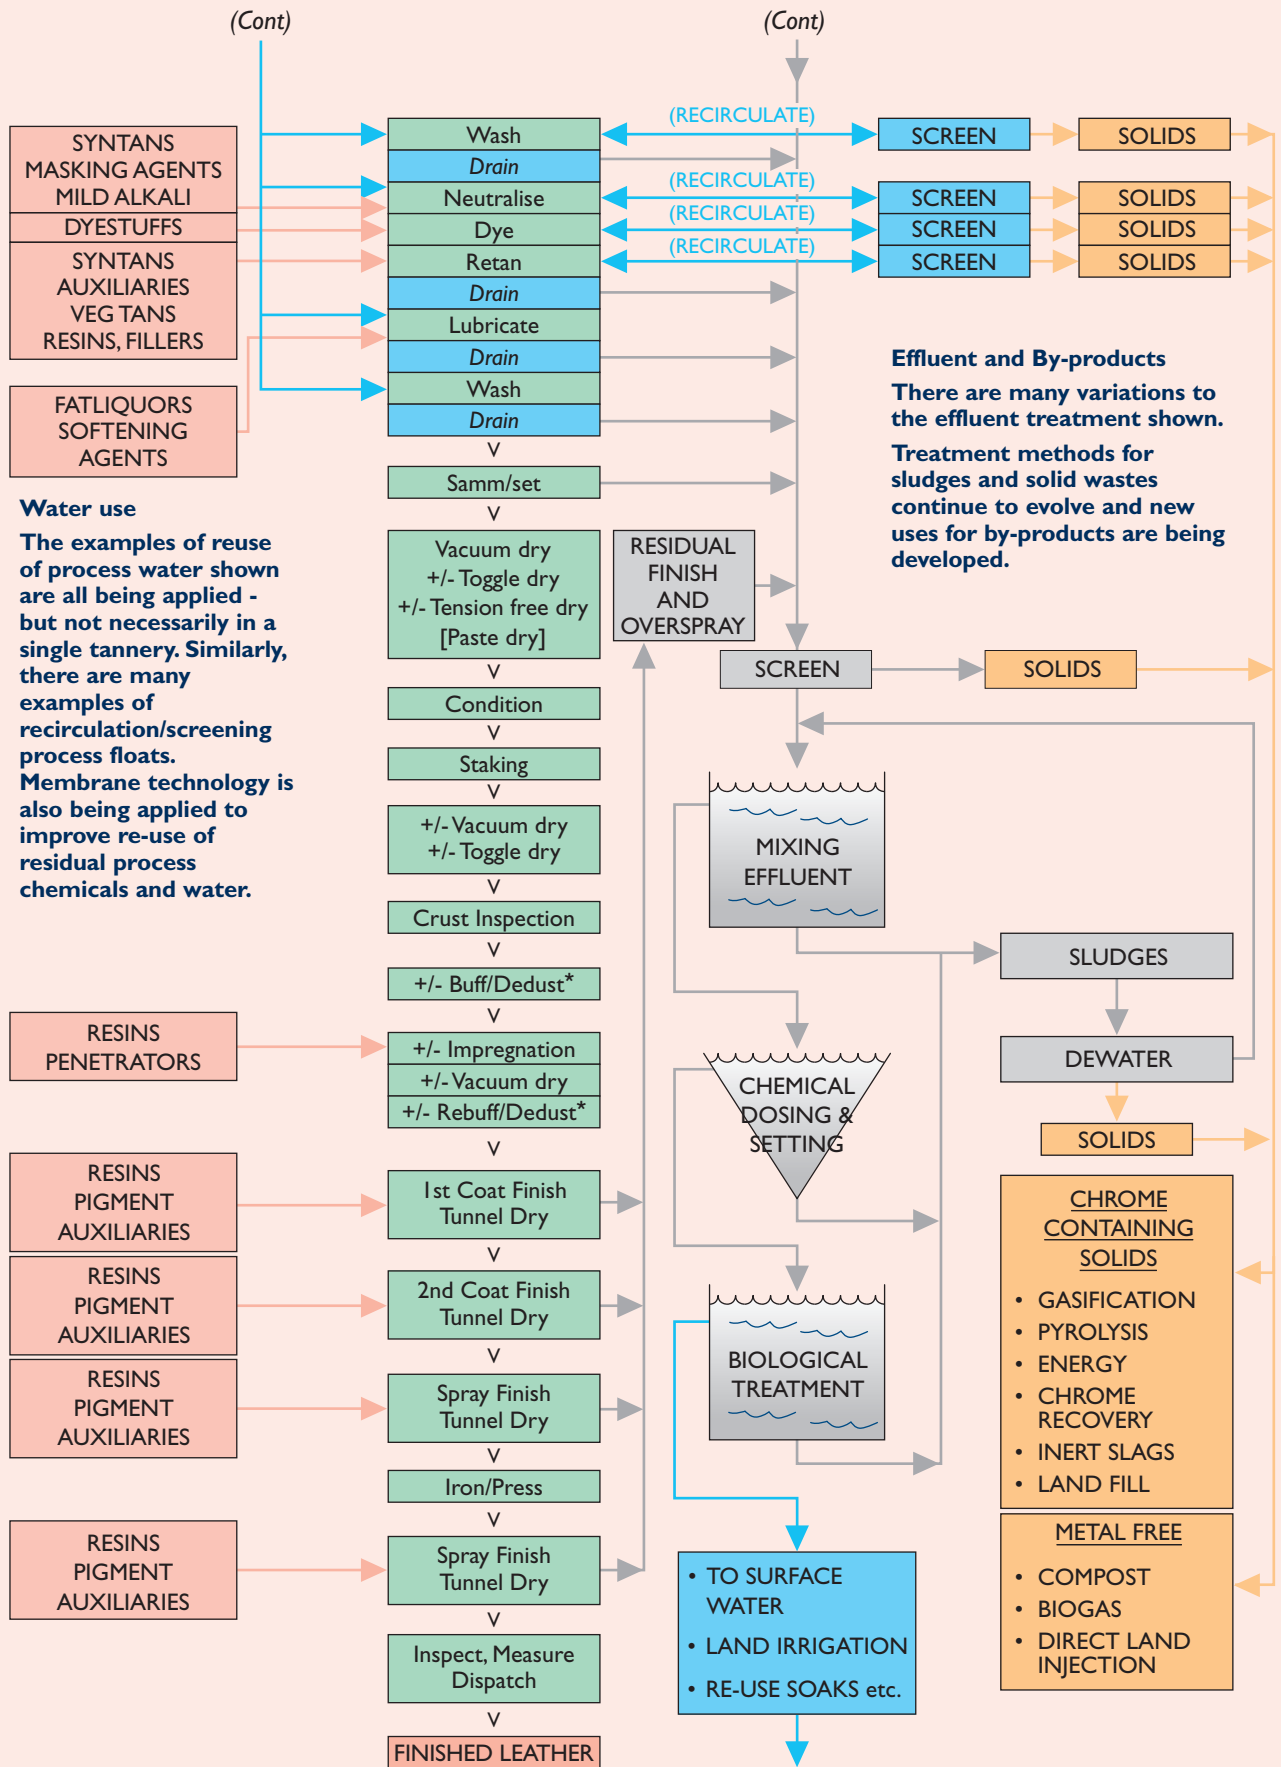 (Cont)
(Cont)
SYNTANS
MASKING AGENTS
MILD ALKALI
DYESTUFFS
SYNTANS
AUXILIARIES
VEG TANS
RESINS, FILLERS
FATLIQUORS
SOFTENING
AGENTS
Water use
The examples of reuse
of process water shown
are all being applied -
but not necessarily in a
single tannery. Similarly,
there are many
examples of
recirculation/screening
process floats.
Membrane technology is
also being applied to
improve re-use of
residual process
chemicals and water.
RESINS
PENETRATORS
RESINS
PIGMENT
AUXILIARIES
RESINS
PIGMENT
AUXILIARIES
RESINS
PIGMENT
AUXILIARIES
RESINS
PIGMENT
AUXILIARIES
Wash
Drain
Neutralise
Dye
Retan
Drain
Lubricate
Drain
Wash
Drain
Samm/set
Vacuum dry
+/- Toggle dry
+/- Tension free dry
[Paste dry]
Condition
Staking
+/- Vacuum dry
+/- Toggle dry
Crust Inspection
+/- Buff/Dedust*
+/- Impregnation
+/- Vacuum dry
+/- Rebuff/Dedust*
1st Coat Finish
Tunnel Dry
2nd Coat Finish
Tunnel Dry
Spray Finish
Tunnel Dry
Iron/Press
Spray Finish
Tunnel Dry
Inspect, Measure
Dispatch
FINISHED LEATHER
(RECIRCULATE)
(RECIRCULATE)
(RECIRCULATE)
(RECIRCULATE)
SCREEN
SOLIDS
SCREEN
SOLIDS
SCREEN
SOLIDS
SCREEN
SOLIDS
Effluent and By-products
There are many variations to
the effluent treatment shown.
Treatment methods for
sludges and solid wastes
continue to evolve and new
uses for by-products are being
developed.
RESIDUAL
FINISH
AND
OVERSPRAY
SCREEN
SOLIDS
MIXING
EFFLUENT
SLUDGES
DEWATER
SOLIDS
CHEMICAL
DOSING &
SETTING
BIOLOGICAL
TREATMENT
• TO SURFACE
WATER
• LAND IRRIGATION
• RE-USE SOAKS etc.
CHROME
CONTAINING
SOLIDS
• GASIFICATION
• PYROLYSIS
• ENERGY
• CHROME
RECOVERY
• INERT SLAGS
• LAND FILL
METAL FREE
• COMPOST
• BIOGAS
• DIRECT LAND
INJECTION